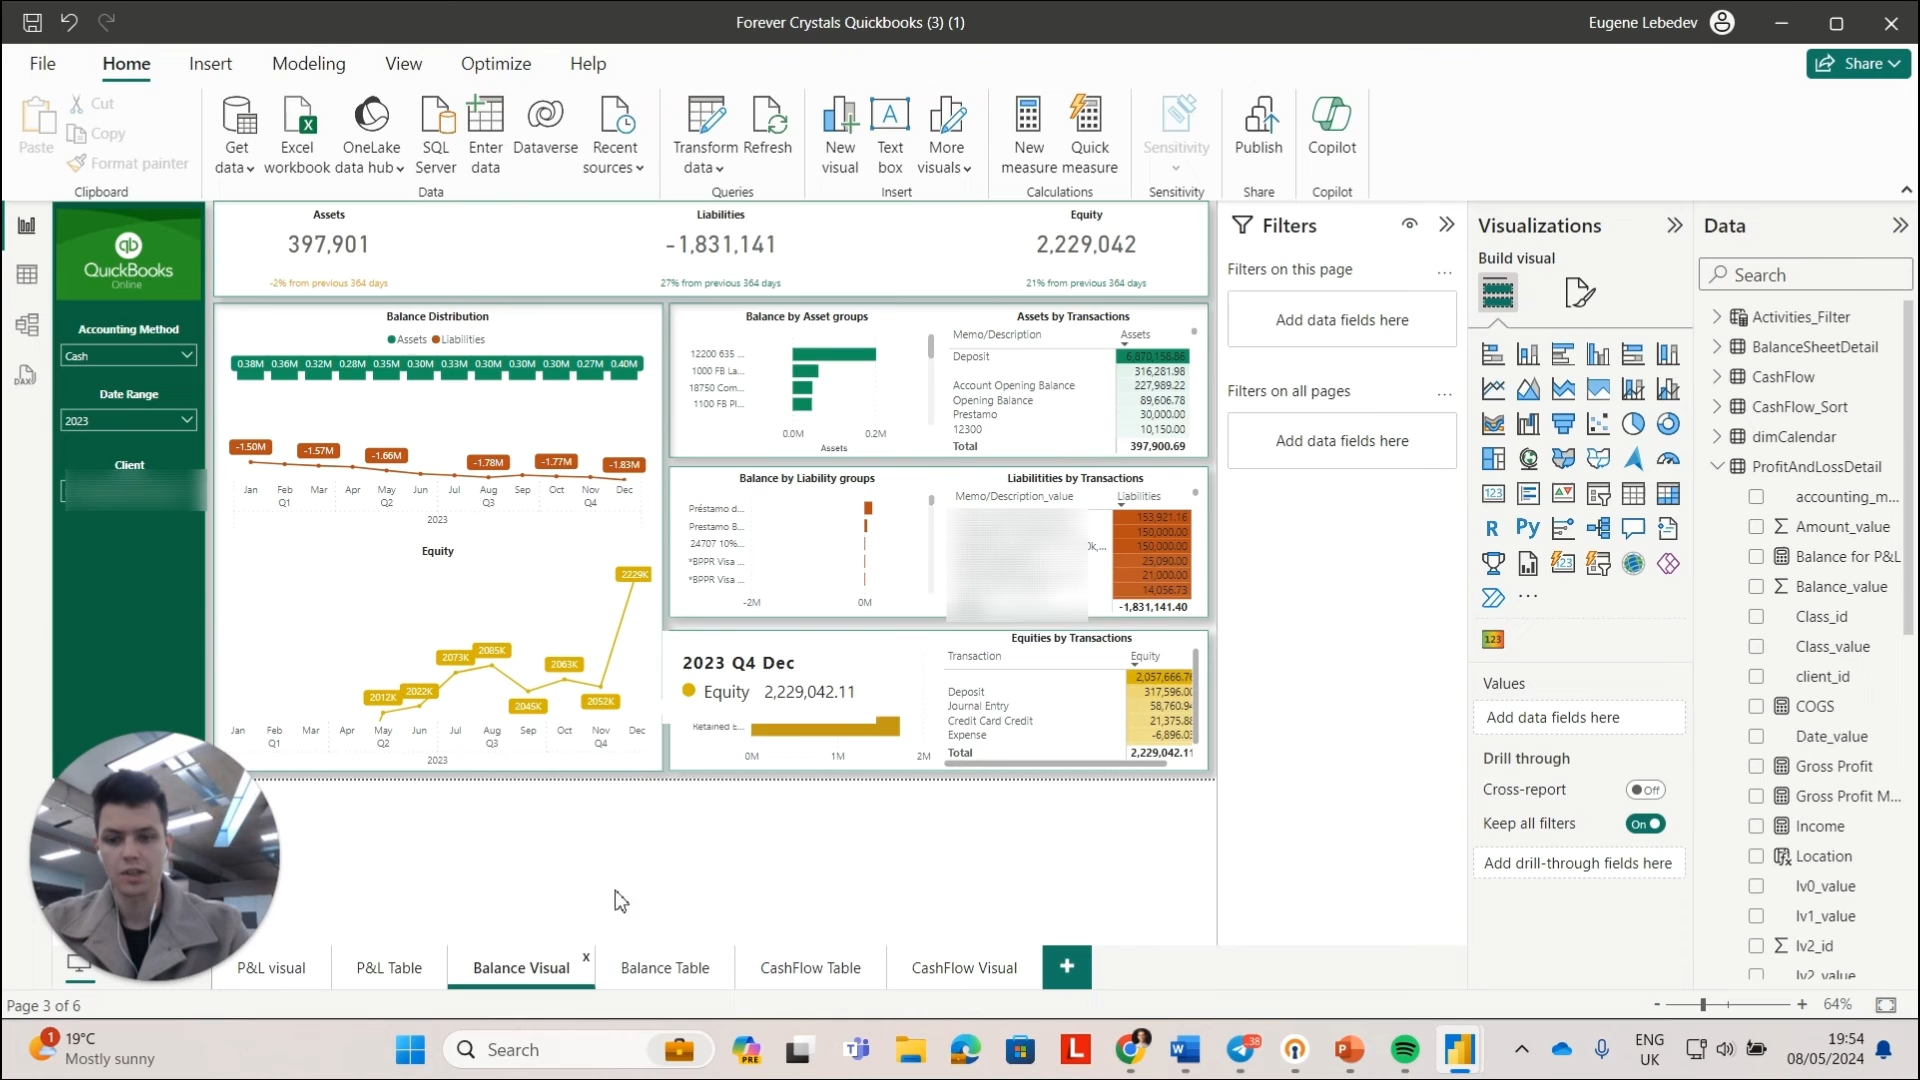 Forever Crystals Quickbooks (3) (1)
Eugene Lebedev
File Home Insert Modeling View Optimize Help
Share
Paste
Cut
Copy
Format painter
Clipboard
Get data
Excel workbook
OneLake data hub
SQL Server
Enter data
Dataverse
Recent sources
Data
Transform data
Refresh
Queries
New visual
Text box
More visuals
Insert
New measure
Quick measure
Calculations
Sensitivity
Sensitivity
Publish
Share
Copilot
Copilot
qb
QuickBooks
Online
Accounting Method
Cash
Date Range
2023
Client
Assets
397,901
-2% from previous 364 days
Liabilities
-1,831,141
27% from previous 364 days
Equity
2,229,042
21% from previous 364 days
Balance Distribution
Assets Liabilities
0.38M 0.36M 0.32M 0.28M 0.35M 0.30M 0.33M 0.30M 0.30M 0.30M 0.27M 0.40M
-1.50M -1.57M -1.66M -1.78M -1.77M -1.83M
Jan Feb Mar Apr May Jun Jul Aug Sep Oct Nov Dec
Q1 Q2 Q3 Q4
2023
Equity
2229K
2073K 2085K 2063K
2012K 2022K 2045K 2052K
Jan Feb Mar Apr May Jun Jul Aug Sep Oct Nov Dec
Q1 Q2 Q3 Q4
2023
Balance by Asset groups
12200 635 ...
1000 FB La...
18750 Com...
1100 FB Pl...
0.0M 0.2M
Assets
Assets by Transactions
Memo/Description Assets
Deposit 6,870,158.86
316,281.98
Account Opening Balance 227,989.22
Opening Balance 89,606.78
Prestamo 30,000.00
12300 10,150.00
Total 397,900.69
Balance by Liability groups
Préstamo d...
Prestamo B...
24707 10%...
*BPPR Visa ...
*BPPR Visa ...
-2M 0M
Liabilitities by Transactions
Memo/Description_value Liabilities
153,921.16
150,000.00
0k,... 150,000.00
25,090.00
21,000.00
14,056.73
-1,831,141.40
2023 Q4 Dec
Equity 2,229,042.11
Retained E...
0M 1M 2M
Equities by Transactions
Transaction Equity
2,057,666.76
Deposit 317,596.00
Journal Entry 58,760.94
Credit Card Credit 21,375.88
Expense -6,896.03
Total 2,229,042.11
Filters
Filters on this page ...
Add data fields here
Filters on all pages ...
Add data fields here
Visualizations
Build visual
123
R Py
123
...
123
Values
Add data fields here
Drill through
Cross-report Off
Keep all filters On
Add drill-through fields here
Data
Search
Activities_Filter
BalanceSheetDetail
CashFlow
CashFlow_Sort
dimCalendar
ProfitAndLossDetail
accounting_m...
Amount_value
Balance for P&L
Balance_value
Class_id
Class_value
client_id
COGS
Date_value
Gross Profit
Gross Profit M...
Income
Location
lv0_value
lv1_value
lv2_id
lv2_value
DAX
P&L visual
P&L Table
Balance Visual x
Balance Table
CashFlow Table
CashFlow Visual
+
Page 3 of 6
- + 64%
1
19°C
Mostly sunny
Search
PRE
L
38
ENG
UK
19:54
08/05/2024